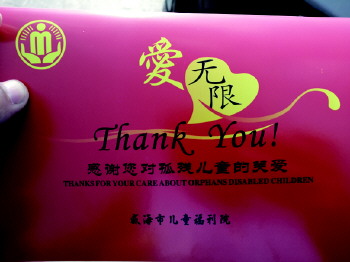 愛
无
限
Thank You!
感谢您对孤残儿童的关爱
THANKS FOR YOUR CARE ABOUT ORPHANS DISABLED CHILDREN
威海市儿童福利院